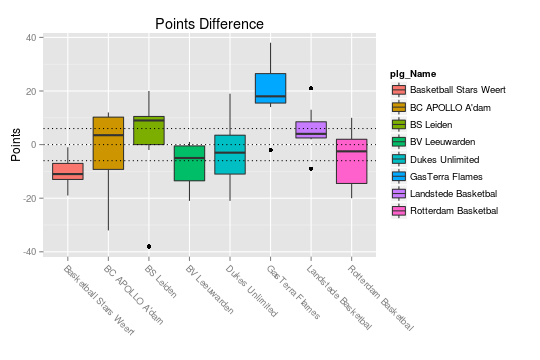 Points Difference
Points
40
20
0
-20
-40
Basketball Stars Weert
BC APOLLO A'dam
BS Leiden
BV Leeuwarden
Dukes Unlimited
GasTerra Flames
Landstede Basketbal
Rotterdam Basketbal
plg_Name
Basketball Stars Weert
BC APOLLO A'dam
BS Leiden
BV Leeuwarden
Dukes Unlimited
GasTerra Flames
Landstede Basketbal
Rotterdam Basketbal